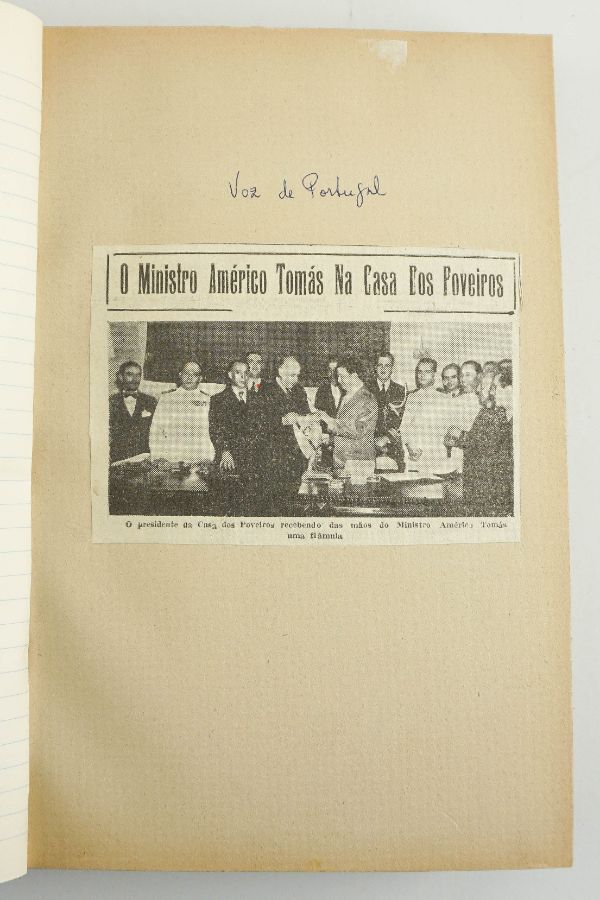 Voz de Portugal
O Ministro Américo Tomás Na Casa Dos Poveiros
O presidente da Casa dos Poveiros recebendo das mãos do Ministro Américo Tomás
uma flâmula